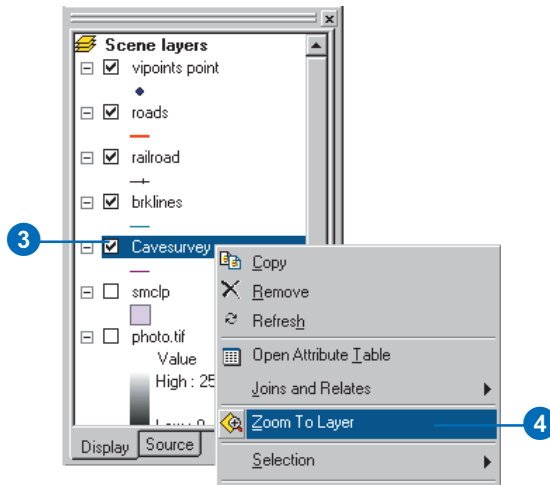 Scene layers
vipoints point
roads
railroad
brklines
3
Cavesurvey
smclp
photo.tif
Value
High : 25
Display
Source
Copy
Remove
Refresh
Open Attribute Table
Joins and Relates
Zoom To Layer
4
Selection